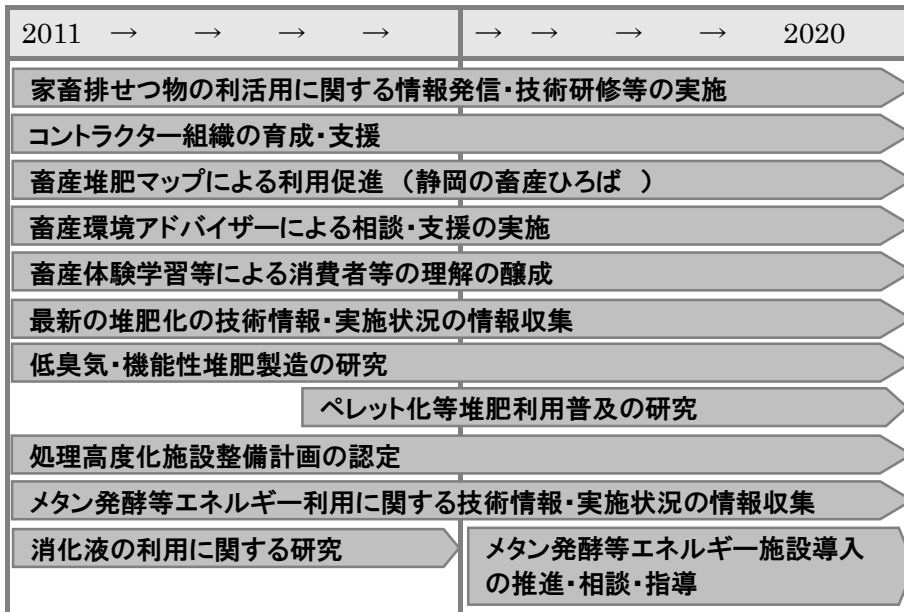 2011 → → → → → → → → 2020
家畜排せつ物の利活用に関する情報発信・技術研修等の実施
コントラクター組織の育成・支援
畜産堆肥マップによる利用促進 （静岡の畜産ひろば ）
畜産環境アドバイザーによる相談・支援の実施
畜産体験学習等による消費者等の理解の醸成
最新の堆肥化の技術情報・実施状況の情報収集
低臭気・機能性堆肥製造の研究
ペレット化等堆肥利用普及の研究
処理高度化施設整備計画の認定
メタン発酵等エネルギー利用に関する技術情報・実施状況の情報収集
消化液の利用に関する研究
メタン発酵等エネルギー施設導入
の推進・相談・指導